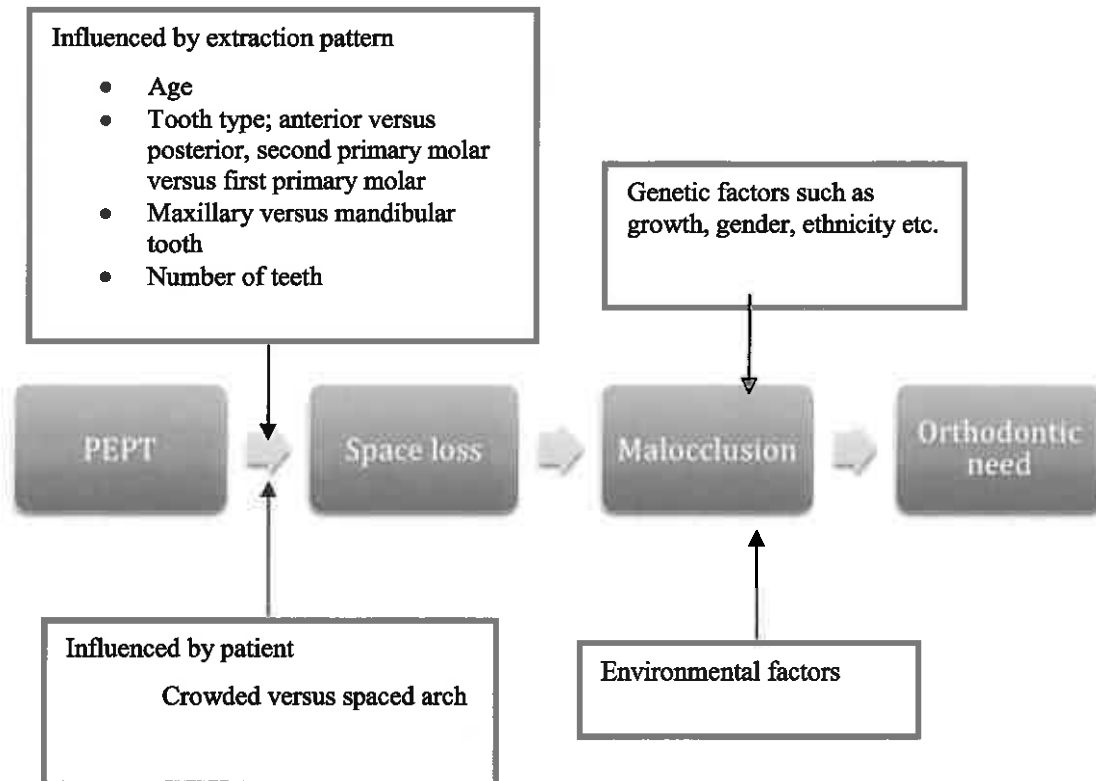 Influenced by extraction pattern
• Age
• Tooth type; anterior versus
posterior, second primary molar
versus first primary molar
• Maxillary versus mandibular
tooth
• Number of teeth
Genetic factors such as
growth, gender, ethnicity etc.
PEPT
Space loss
Malocclusion
Orthodontic
need
Influenced by patient
Crowded versus spaced arch
Environmental factors